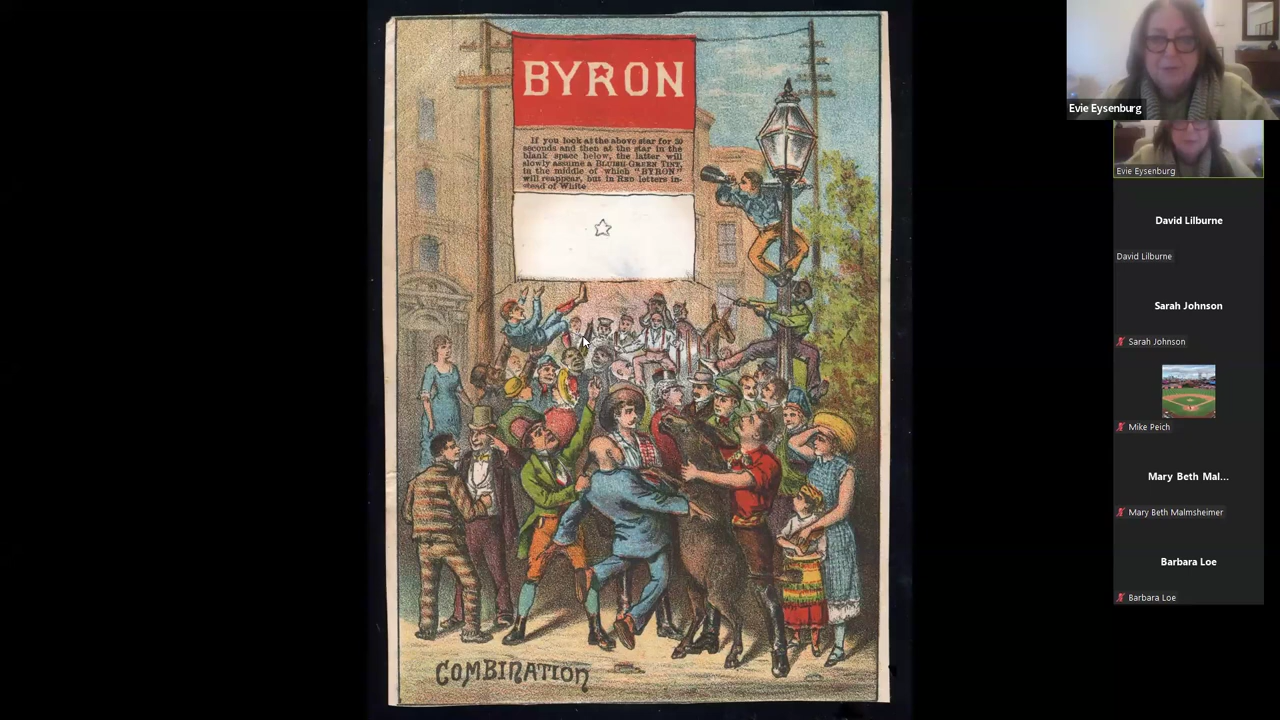 BYRON
If you look at the above star for 30
seconds and then at the star in the
blank space below, the latter will
slowly assume a BLUISH GREEN TINT,
in the middle of which "BYRON"
will reappear, but in RED letters in-
stead of White
COMBINATION
Evie Eysenburg
Evie Eysenburg
David Lilburne
David Lilburne
Sarah Johnson
Sarah Johnson
Mike Peich
Mary Beth Mal...
Mary Beth Malmsheimer
Barbara Loe
Barbara Loe